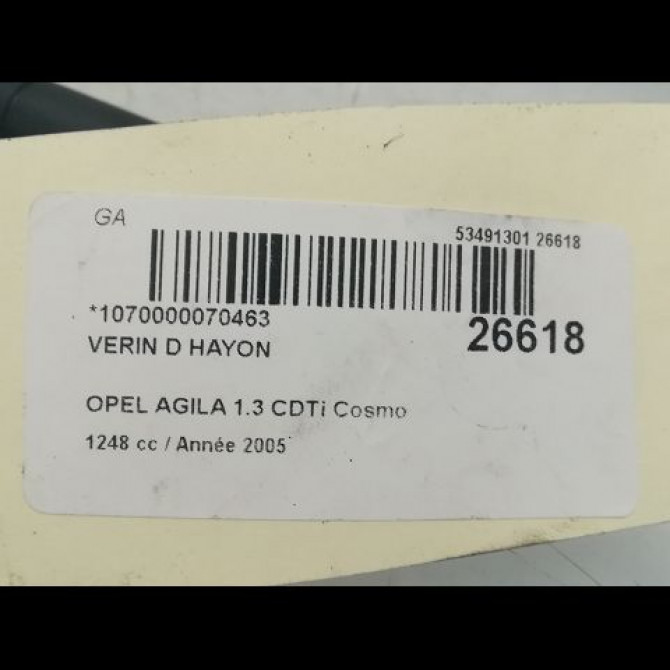 GA
53491301 26618
*1070000070463
26618
VERIN D HAYON
OPEL AGILA 1.3 CDTi Cosmo
1248 cc / Année 2005